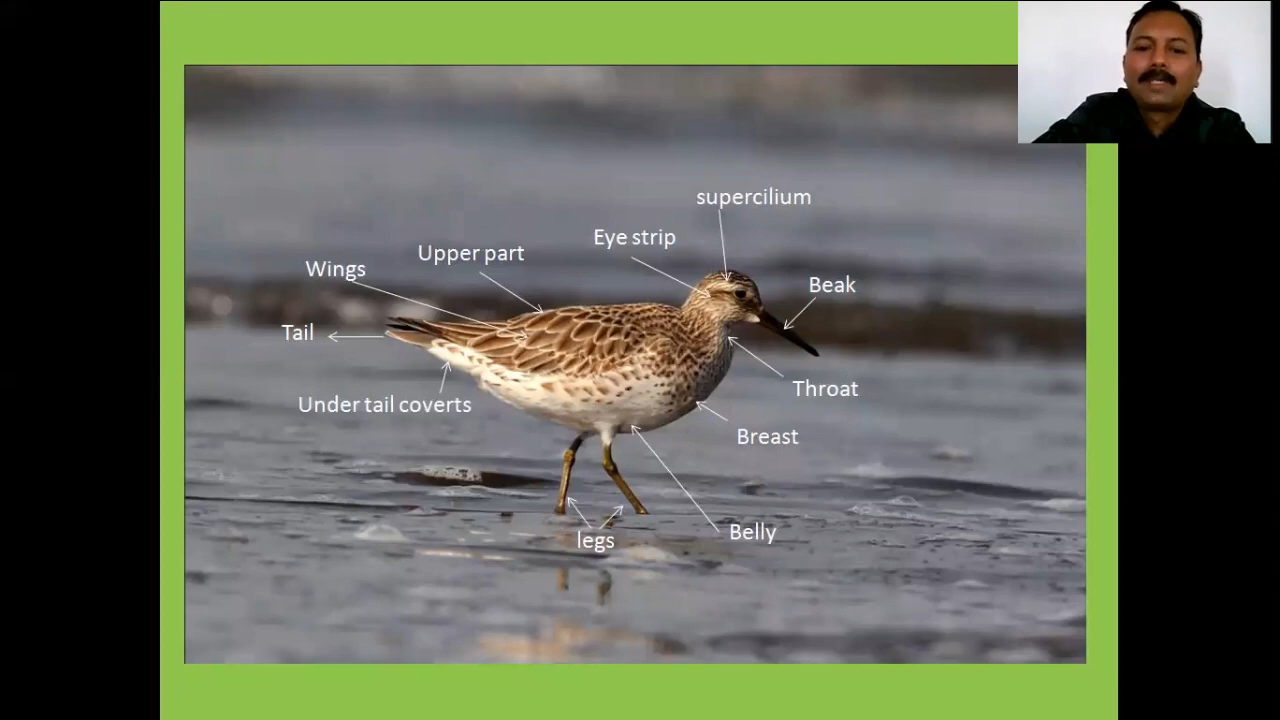 supercilium
Eye strip
Upper part
Wings
Beak
Tail
Throat
Under tail coverts
Breast
Belly
legs